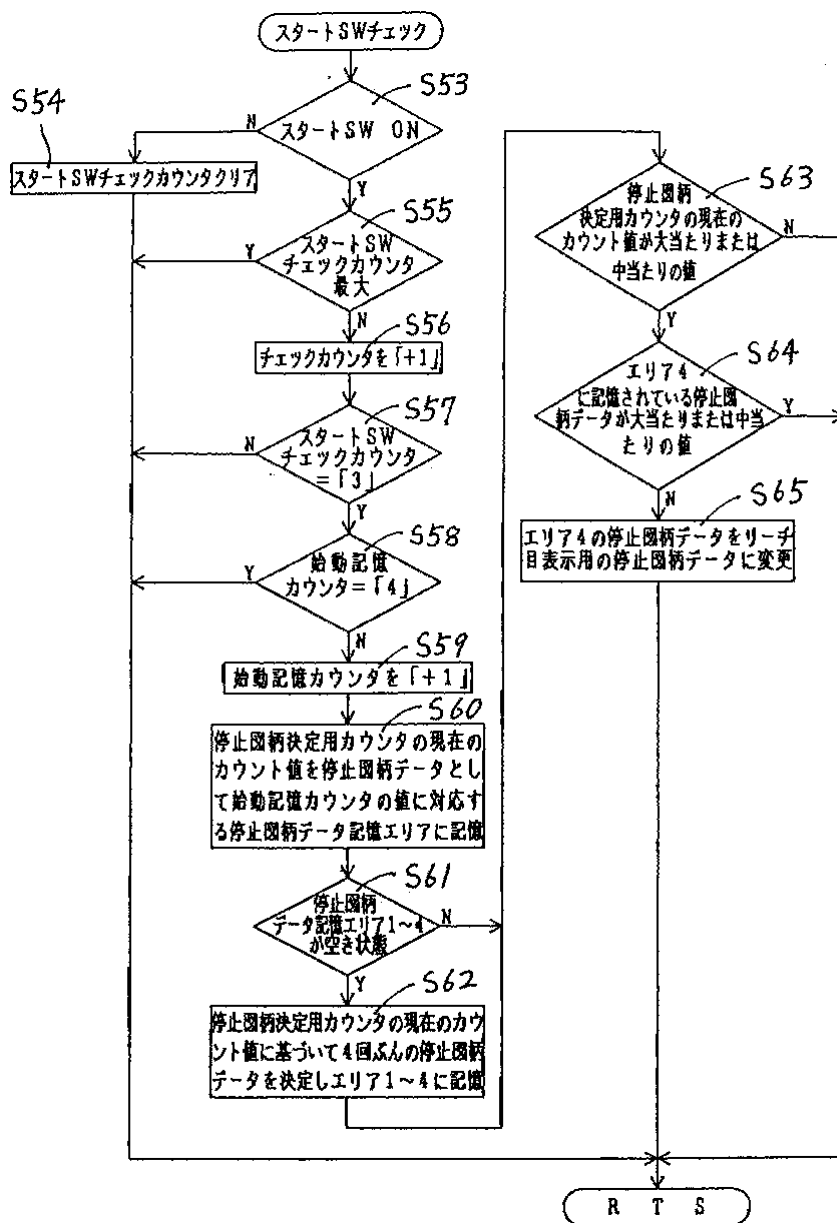 スタートSWチェック
S53
スタートSW ON
N
Y
S54
スタートSWチェックカウンタクリア
S55
スタートSW
チェックカウンタ
最大
Y
N
S56
チェックカウンタを「+1」
S57
スタートSW
チェックカウンタ
=「3」
N
Y
S58
始動記憶
カウンタ=「4」
Y
N
S59
始動記憶カウンタを「+1」
S60
停止図柄決定用カウンタの現在の
カウント値を停止図柄データとし
て始動記憶カウンタの値に対応す
る停止図柄データ記憶エリアに記憶
S61
停止図柄
データ記憶エリア1~4
が空き状態
N
Y
S62
停止図柄決定用カウンタの現在のカウ
ント値に基づいて4回ぶんの停止図柄
データを決定しエリア1~4に記憶
S63
停止図柄
決定用カウンタの現在の
カウント値が大当たりまたは
中当たりの値
N
Y
S64
エリア4
に記憶されている停止図
柄データが大当たりまたは中当
たりの値
Y
N
S65
エリア4の停止図柄データをリーチ
目表示用の停止図柄データに変更
R T S